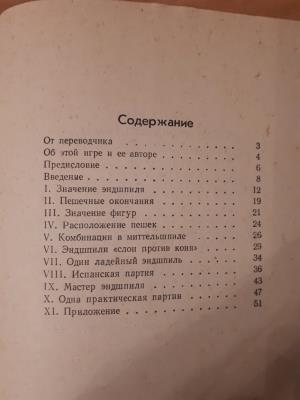 Содержание
От переводчика . . . . . . . . . . . . 3
Об этой игре и ее авторе . . . . . . . . . 4
Предисловие . . . . . . . . . . . . . 6
Введение . . . . . . . . . . . . . . 8
I. Значение эндшпиля . . . . . . . . . . 12
II. Пешечные окончания . . . . . . . . . 19
III. Значение фигур . . . . . . . . . . . 21
IV. Расположение пешек . . . . . . . . . 24
V. Комбинации в миттельшпиле . . . . . . 26
VI. Эндшпили «слон против коня» . . . . . 29
VII. Один ладейный эндшпиль . . . . . . . 34
VIII. Испанская партия . . . . . . . . . . 36
IX. Мастер эндшпиля . . . . . . . . . . 43
X. Одна практическая партия . . . . . . . 47
XI. Приложение . . . . . . . . . . . . 51